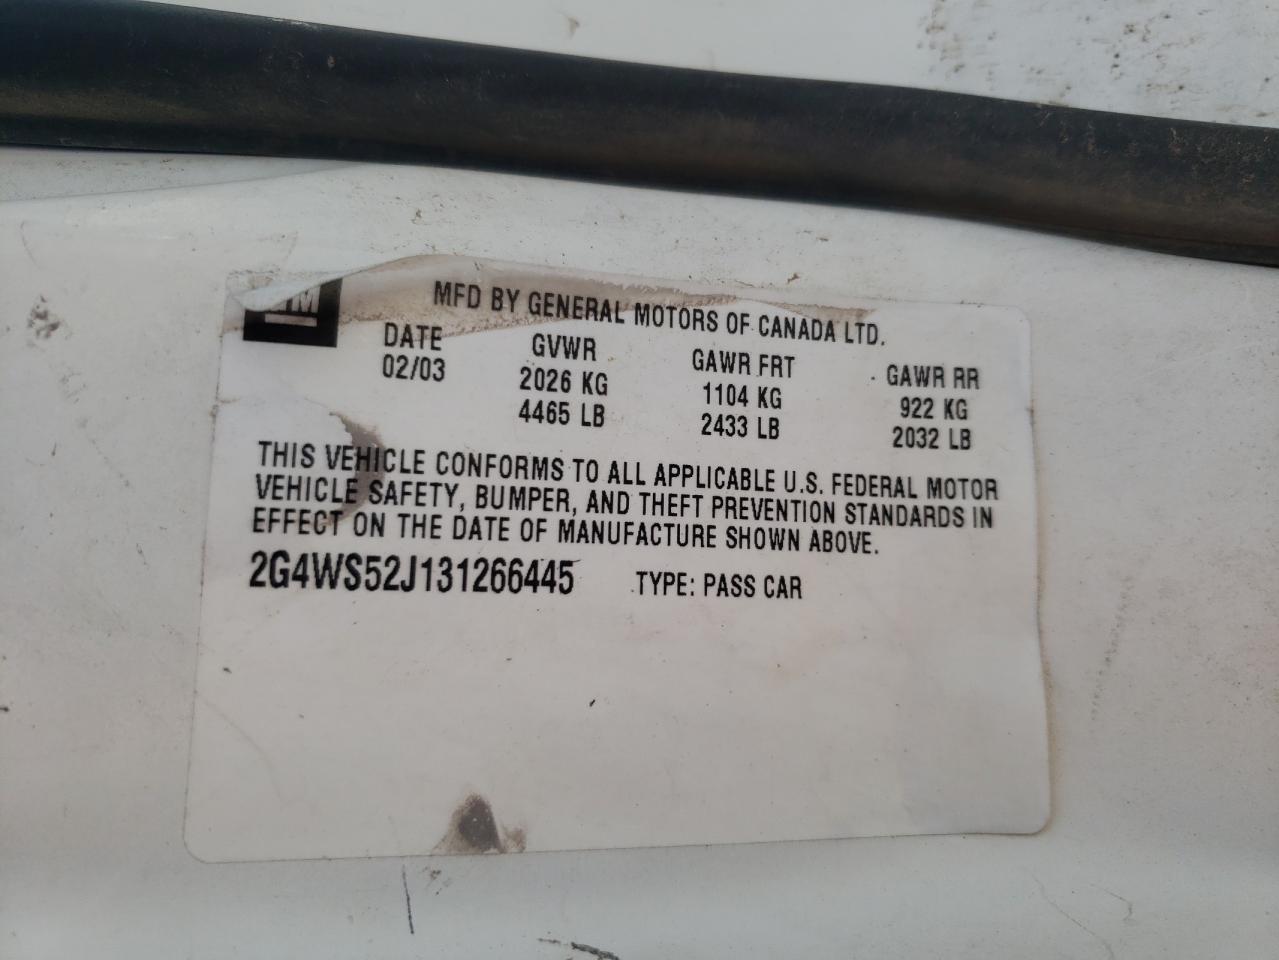 GM
MFD BY GENERAL MOTORS OF CANADA LTD.
DATE GVWR GAWR FRT GAWR RR
02/03 2026 KG 1104 KG 922 KG
4465 LB 2433 LB 2032 LB
THIS VEHICLE CONFORMS TO ALL APPLICABLE U.S. FEDERAL MOTOR
VEHICLE SAFETY, BUMPER, AND THEFT PREVENTION STANDARDS IN
EFFECT ON THE DATE OF MANUFACTURE SHOWN ABOVE.
2G4WS52J131266445 TYPE: PASS CAR